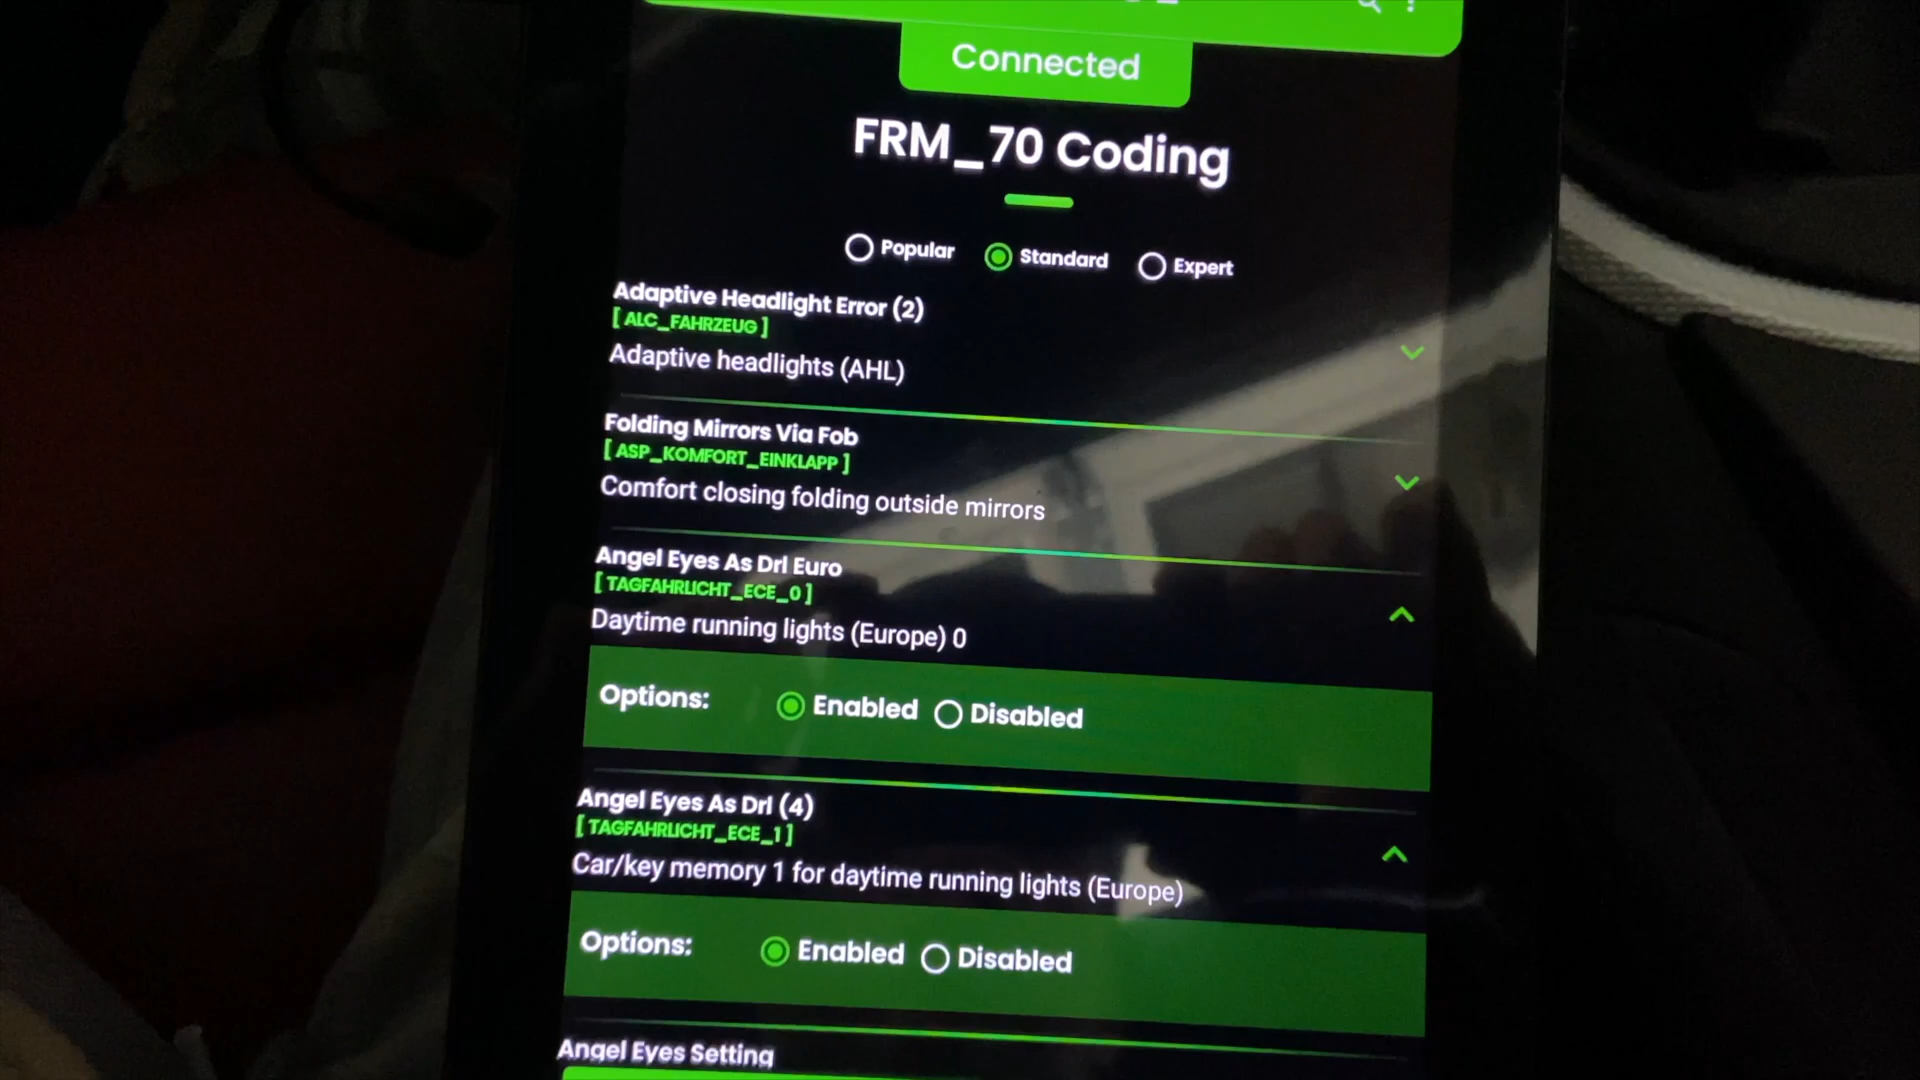 Connected
FRM_70 Coding
Popular Standard Expert
Adaptive Headlight Error (2)
[ ALC_FAHRZEUG ]
Adaptive headlights (AHL)
Folding Mirrors Via Fob
[ ASP_KOMFORT_EINKLAPP ]
Comfort closing folding outside mirrors
Angel Eyes As Drl Euro
[ TAGFAHRLICHT_ECE_0 ]
Daytime running lights (Europe) 0
Options: Enabled Disabled
Angel Eyes As Drl (4)
[ TAGFAHRLICHT_ECE_1 ]
Car/key memory 1 for daytime running lights (Europe)
Options: Enabled Disabled
Angel Eyes Setting